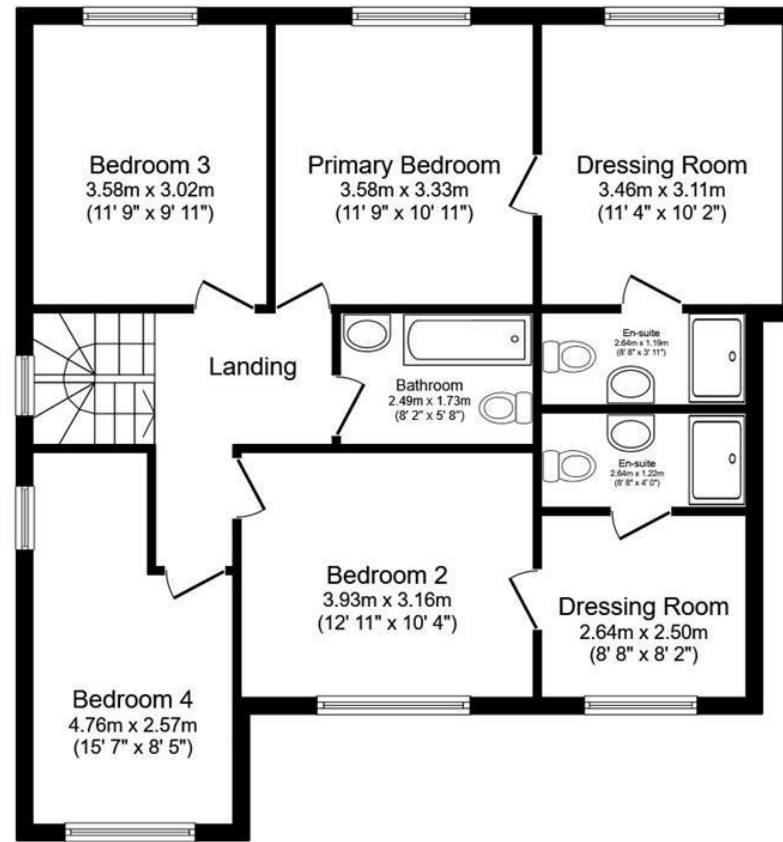 Bedroom 3
3.58m x 3.02m
(11' 9" x 9' 11")
Primary Bedroom
3.58m x 3.33m
(11' 9" x 10' 11")
Dressing Room
3.46m x 3.11m
(11' 4" x 10' 2")
Landing
Bathroom
2.49m x 1.73m
(8' 2" x 5' 8")
En-suite
2.64m x 1.19m
(8' 8" x 3' 11")
En-suite
2.64m x 1.22m
(8' 8" x 4' 0")
Bedroom 2
3.93m x 3.16m
(12' 11" x 10' 4")
Dressing Room
2.64m x 2.50m
(8' 8" x 8' 2")
Bedroom 4
4.76m x 2.57m
(15' 7" x 8' 5")